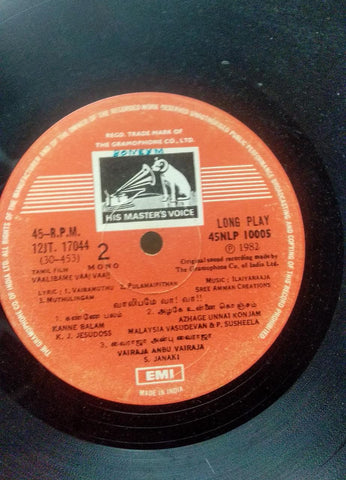 MANUFACTURER AND OF THE OWNER OF THE RECORDED WORK RESERVED UNAUTHORISED PUBLIC PERFORMANCE BROADCASTING AND COPYING OF THIS RECORD PROHIBITED
THE GRAMOPHONE CO. OF INDIA LTD. ALL RIGHTS OF THE
REGD. TRADE MARK OF
THE GRAMOPHONE CO., LTD.
HIS MASTER'S VOICE
45-R.P.M.
12JT. 17044
(30-453)
2
MONO
LONG PLAY
45NLP 10005
Ⓟ 1982
TAMIL FILM
VAALIBAME VAA! VAA!!
Original sound recording made by
The Gramophone Co. of India Ltd.
LYRIC : 1. VAIRAMUTHU 2. PULAMAIPITHAN
3. MUTHULINGAM
MUSIC : ILAIYARAAJA
SREE AMMAN CREATIONS
வாலிபமே வா! வா!!
1. கண்ணே பலம்
KANNE BALAM
K. J. JESUDOSS
2. அழகே உன்னை கொஞ்சம்
AZHAGE UNNAI KONJAM
MALAYSIA VASUDEVAN & P. SUSHEELA
3. வைராஜா அன்பு வைராஜா
VAIRAJA ANBU VAIRAJA
S. JANAKI
EMI
MADE IN INDIA